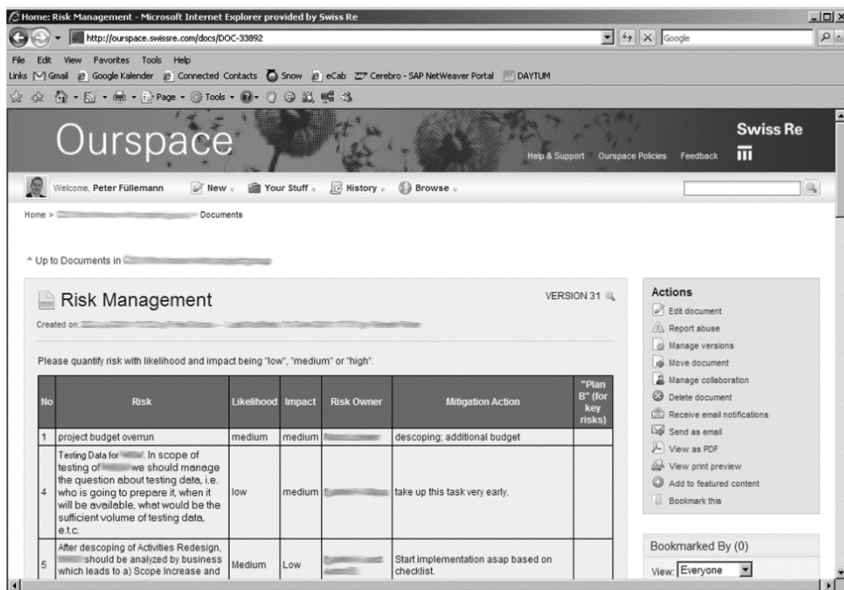 Home: Risk Management - Microsoft Internet Explorer provided by Swiss Re
http://ourspace.swissre.com/docs/DOC-33892
Google
File Edit View Favorites Tools Help
Links Gmail Google Kalender Connected Contacts Snow eCab Cerebro - SAP NetWeaver Portal DAYTUM
Page Tools
Ourspace
Swiss Re
Help & Support Ourspace Policies Feedback
Welcome, Peter Füllemann New Your Stuff History Browse
Home > Documents
Up to Documents in
Risk Management
VERSION 31
Created on:
Please quantify risk with likelihood and impact being "low", "medium" or "high".
No Risk Likelihood Impact Risk Owner Mitigation Action "Plan
B" (for
key
risks)
1 project budget overrun medium medium descoping; additional budget
4 Testing Data for . In scope of
testing of we should manage
the question about testing data, i.e.
who is going to prepare it, when it
will be available, what would be the
sufficient volume of testing data,
e.t.c.
low medium take up this task very early.
5 After descoping of Activities Redesign,
should be analyzed by business
which leads to a) Scope Increase and
Medium Low Start implementation asap based on
checklist.
Actions
Edit document
Report abuse
Manage versions
Move document
Manage collaboration
Delete document
Receive email notifications
Send as email
View as PDF
View print preview
Add to featured content
Bookmark this
Bookmarked By (0)
View: Everyone